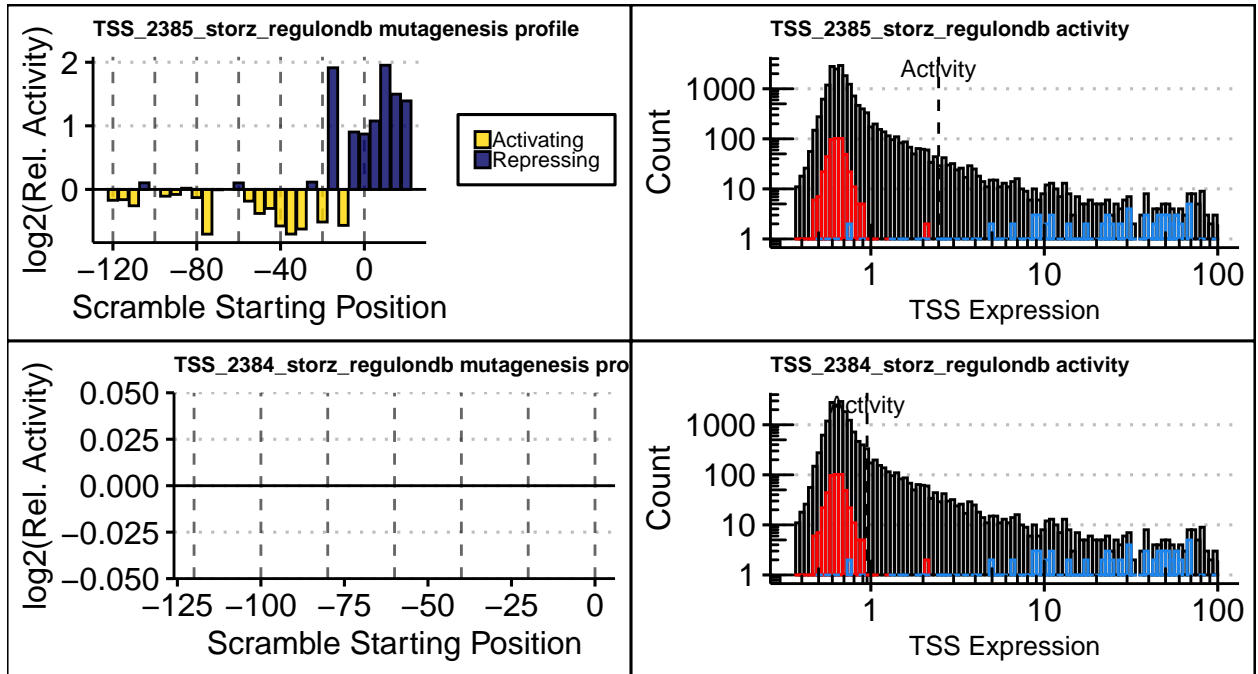 TSS_2385_storz_regulondb mutagenesis profile
log2(Rel. Activity)
2
1
0
−120
−80
−40
0
Scramble Starting Position
Activating
Repressing
TSS_2385_storz_regulondb activity
Activity
Count
1000
100
10
1
1
10
100
TSS Expression
TSS_2384_storz_regulondb mutagenesis pro
log2(Rel. Activity)
0.050
0.025
0.000
−0.025
−0.050
−125
−100
−75
−50
−25
0
Scramble Starting Position
TSS_2384_storz_regulondb activity
Activity
Count
1000
100
10
1
1
10
100
TSS Expression